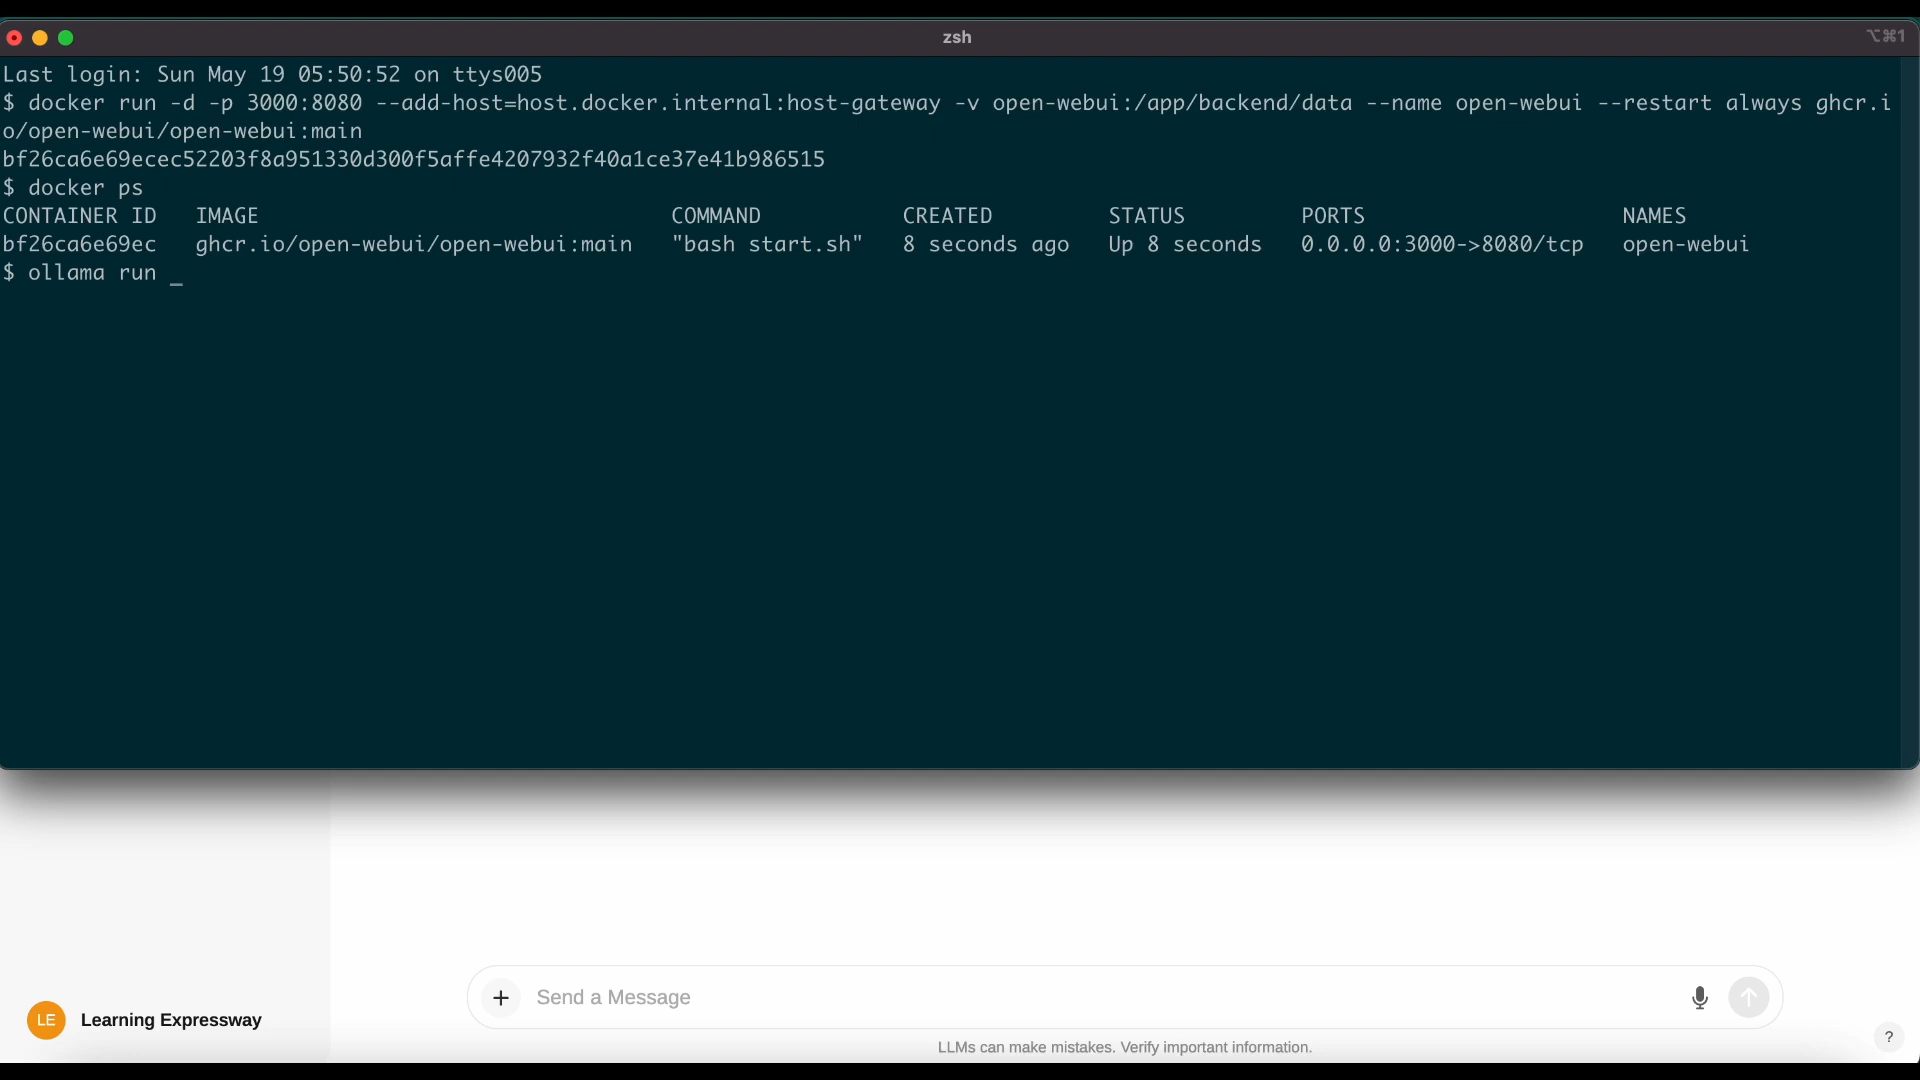 zsh
⌥⌘1
Last login: Sun May 19 05:50:52 on ttys005
$ docker run -d -p 3000:8080 --add-host=host.docker.internal:host-gateway -v open-webui:/app/backend/data --name open-webui --restart always ghcr.i
o/open-webui/open-webui:main
bf26ca6e69ecec52203f8a951330d300f5affe4207932f40a1ce37e41b986515
$ docker ps
CONTAINER ID   IMAGE                                COMMAND           CREATED         STATUS         PORTS                    NAMES
bf26ca6e69ec   ghcr.io/open-webui/open-webui:main   "bash start.sh"   8 seconds ago   Up 8 seconds   0.0.0.0:3000->8080/tcp   open-webui
$ ollama run _
Send a Message
LE Learning Expressway
?
LLMs can make mistakes. Verify important information.